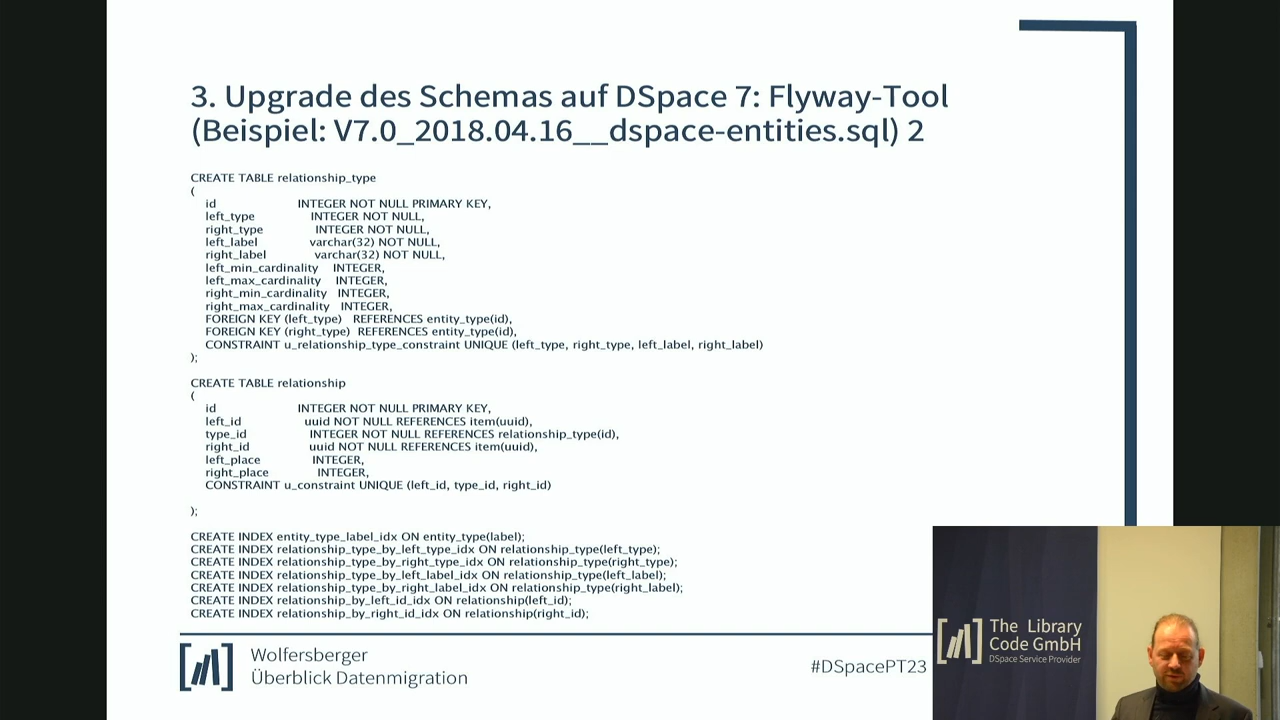 3. Upgrade des Schemas auf DSpace 7: Flyway-Tool
(Beispiel: V7.0_2018.04.16__dspace-entities.sql) 2
CREATE TABLE relationship_type
(
id INTEGER NOT NULL PRIMARY KEY,
left_type INTEGER NOT NULL,
right_type INTEGER NOT NULL,
left_label varchar(32) NOT NULL,
right_label varchar(32) NOT NULL,
left_min_cardinality INTEGER,
left_max_cardinality INTEGER,
right_min_cardinality INTEGER,
right_max_cardinality INTEGER,
FOREIGN KEY (left_type) REFERENCES entity_type(id),
FOREIGN KEY (right_type) REFERENCES entity_type(id),
CONSTRAINT u_relationship_type_constraint UNIQUE (left_type, right_type, left_label, right_label)
);
CREATE TABLE relationship
(
id INTEGER NOT NULL PRIMARY KEY,
left_id uuid NOT NULL REFERENCES item(uuid),
type_id INTEGER NOT NULL REFERENCES relationship_type(id),
right_id uuid NOT NULL REFERENCES item(uuid),
left_place INTEGER,
right_place INTEGER,
CONSTRAINT u_constraint UNIQUE (left_id, type_id, right_id)
);
CREATE INDEX entity_type_label_idx ON entity_type(label);
CREATE INDEX relationship_type_by_left_type_idx ON relationship_type(left_type);
CREATE INDEX relationship_type_by_right_type_idx ON relationship_type(right_type);
CREATE INDEX relationship_type_by_left_label_idx ON relationship_type(left_label);
CREATE INDEX relationship_type_by_right_label_idx ON relationship_type(right_label);
CREATE INDEX relationship_by_left_id_idx ON relationship(left_id);
CREATE INDEX relationship_by_right_id_idx ON relationship(right_id);
Wolfersberger
Überblick Datenmigration
#DSpacePT23
The Library
Code GmbH
DSpace Service Provider